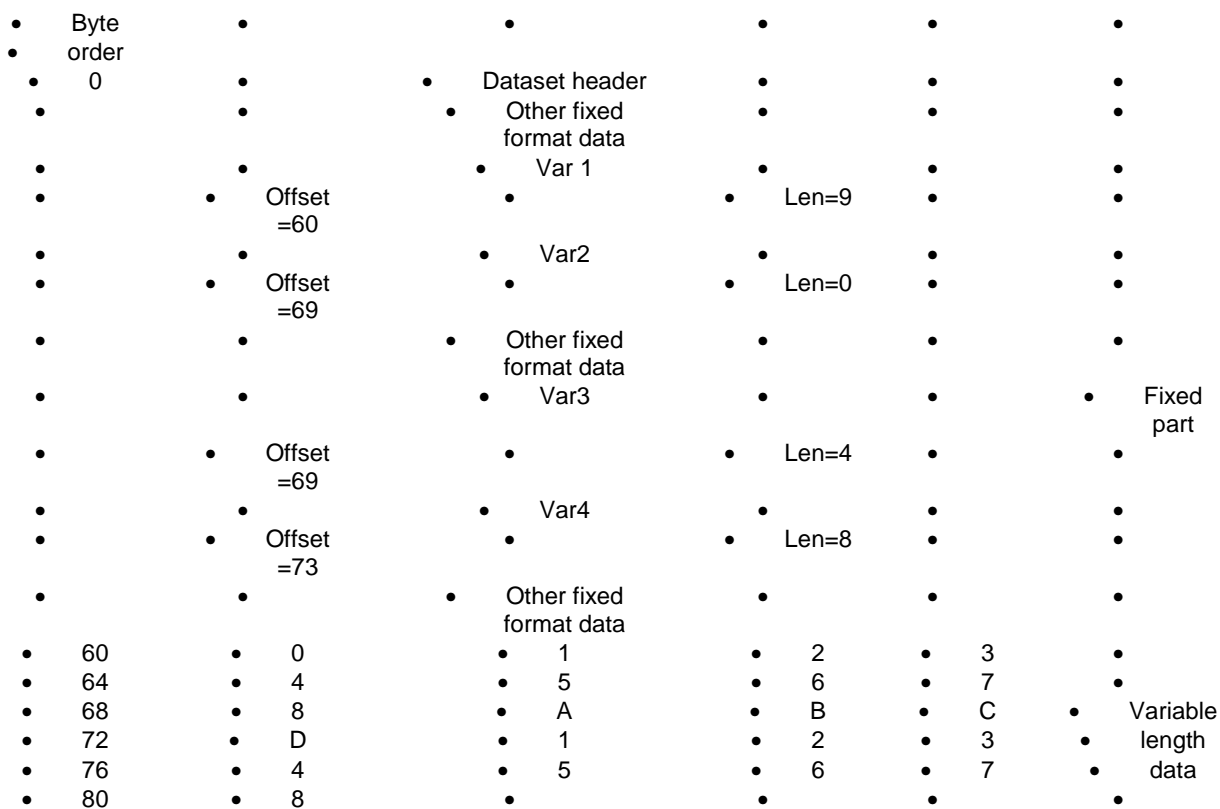 • Byte • • • •
• order
• 0 • • Dataset header • • •
• • • Other fixed • • •
format data
• • • Var 1 • • •
• • Offset • • Len=9 • •
=60
• • • Var2 • • •
• • Offset • • Len=0 • •
=69
• • • Other fixed • • •
format data
• • • Var3 • • • Fixed
part
• • Offset • • Len=4 • •
=69
• • • Var4 • • •
• • Offset • • Len=8 • •
=73
• • • Other fixed • • •
format data
• 60 • 0 • 1 • 2 • 3 •
• 64 • 4 • 5 • 6 • 7 •
• 68 • 8 • A • B • C • Variable
• 72 • D • 1 • 2 • 3 • length
• 76 • 4 • 5 • 6 • 7 • data
• 80 • 8 • • • •